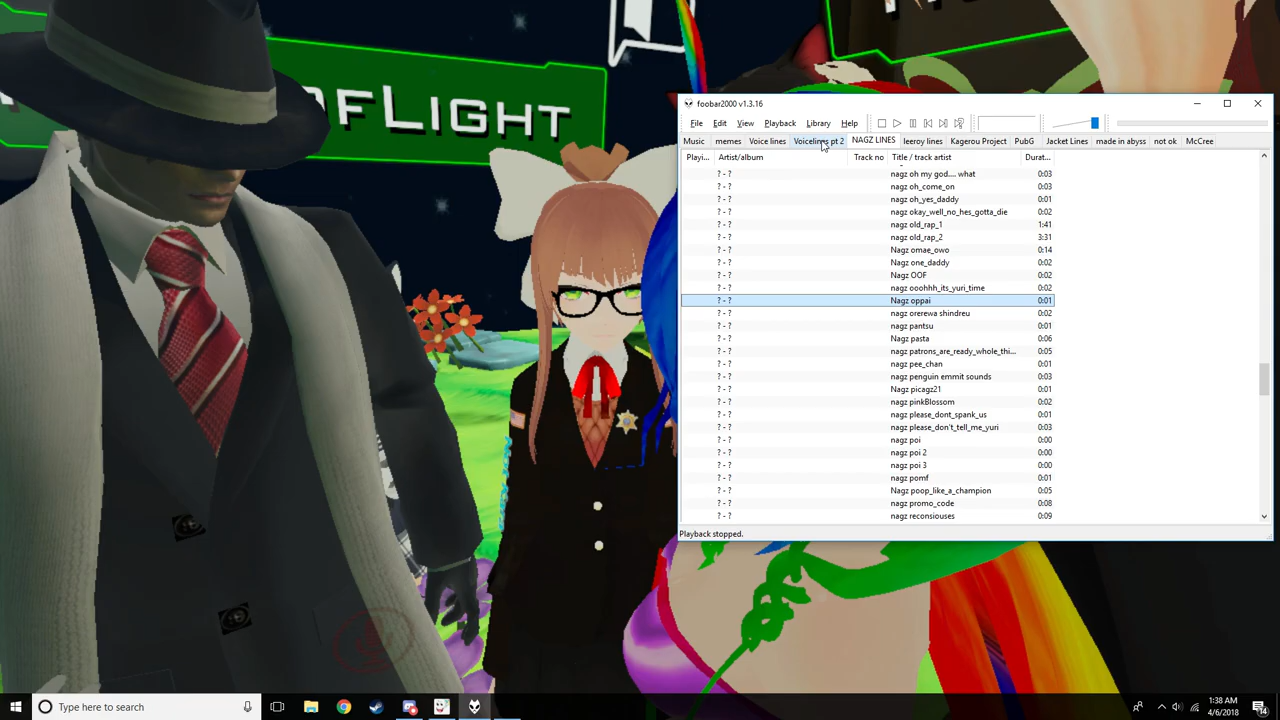 OFLIGHT
foobar2000 v1.3.16
File Edit View Playback Library Help
Music memes Voice lines Voicelines pt 2 NAGZ LINES leeroy lines Kagerou Project PubG Jacket Lines made in abyss not ok McCree
Playi... Artist/album Track no Title / track artist Durat...
? - ? nagz oh my god.... what 0:03
? - ? nagz oh_come_on 0:03
? - ? nagz oh_yes_daddy 0:01
? - ? nagz okay_well_no_hes_gotta_die 0:02
? - ? nagz old_rap_1 1:41
? - ? nagz old_rap_2 3:31
? - ? Nagz omae_owo 0:14
? - ? Nagz one_daddy 0:02
? - ? Nagz OOF 0:02
? - ? nagz ooohhh_its_yuri_time 0:02
? - ? Nagz oppai 0:01
? - ? nagz orerewa shindreu 0:02
? - ? nagz pantsu 0:01
? - ? Nagz pasta 0:06
? - ? nagz patrons_are_ready_whole_thi... 0:05
? - ? nagz pee_chan 0:01
? - ? nagz penguin emmit sounds 0:03
? - ? Nagz picagz21 0:01
? - ? nagz pinkBlossom 0:02
? - ? nagz please_dont_spank_us 0:01
? - ? nagz please_don't_tell_me_yuri 0:03
? - ? nagz poi 0:00
? - ? nagz poi 2 0:00
? - ? nagz poi 3 0:00
? - ? nagz pomf 0:01
? - ? Nagz poop_like_a_champion 0:05
? - ? nagz promo_code 0:08
? - ? nagz reconsiouses 0:09
Playback stopped.
Type here to search
1:38 AM
4/6/2018
14